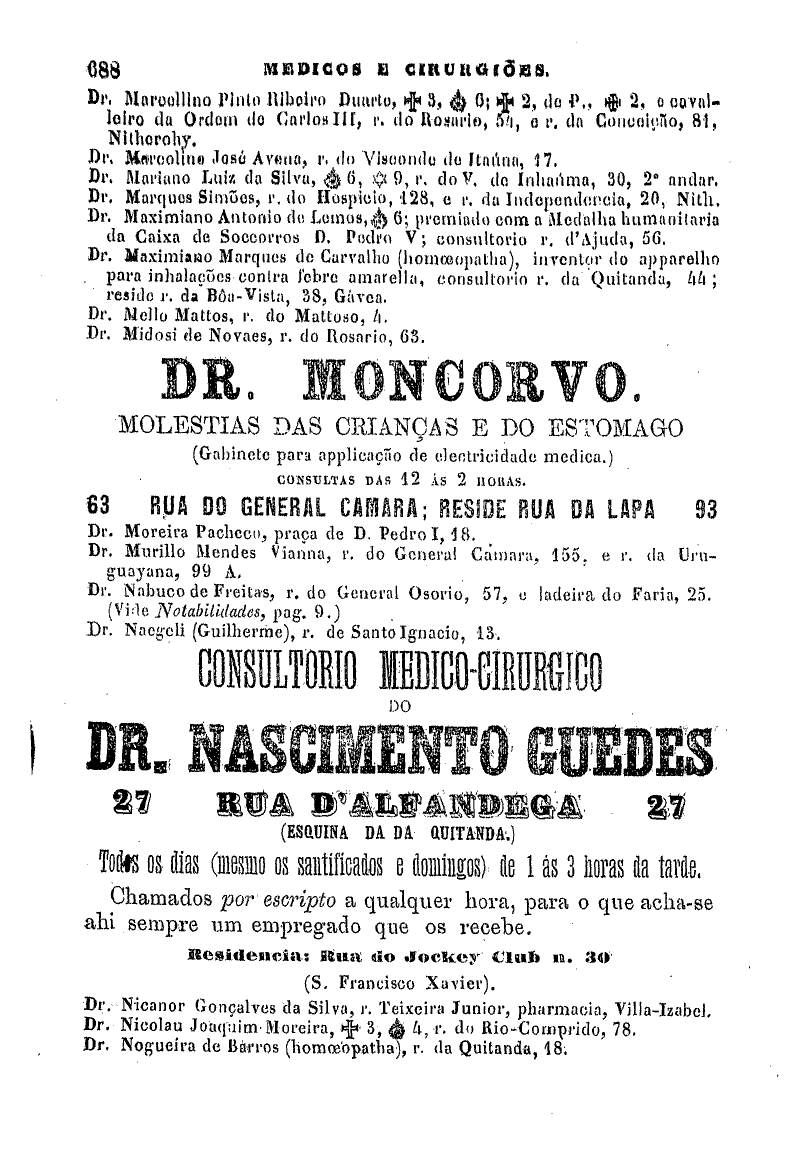 688 MEDICOS E CIRURGIÕES.
Dr. Marcellino Pinto Ribeiro Duarte, ✠ 3, 6; ✠ 2, de P., ✠ 2, e caval-
leiro da Ordem de Carlos III, r. do Rosario, 54, e r. da Conceição, 81,
Nitherohy.
Dr. Marcolino José Avena, r. do Visconde de Itaúna, 17.
Dr. Mariano Luiz da Silva, 6, ✡ 9, r. do V. de Inhaúma, 30, 2º andar.
Dr. Marques Simões, r. do Hospicio, 128, e r. da Independencia, 20, Nith.
Dr. Maximiano Antonio de Lemos, 6; premiado com a Medalha humanitaria
da Caixa de Soccorros D. Pedro V; consultorio r. d'Ajuda, 56.
Dr. Maximiano Marques de Carvalho (homœopatha), inventor do apparelho
para inhalações contra febre amarella, consultorio r. da Quitanda, 44;
reside r. da Bôa-Vista, 38, Gávea.
Dr. Mello Mattos, r. do Mattoso, 4.
Dr. Midosi de Novaes, r. do Rosario, 63.
DR. MONCORVO.
MOLESTIAS DAS CRIANÇAS E DO ESTOMAGO
(Gabinete para applicação de electricidade medica.)
CONSULTAS DAS 12 ÁS 2 HORAS.
63 RUA DO GENERAL CAMARA; RESIDE RUA DA LAPA 93
Dr. Moreira Pacheco, praça de D. Pedro I, 18.
Dr. Murillo Mendes Vianna, r. do General Camara, 155, e r. da Uru-
guayana, 99 A.
Dr. Nabuco de Freitas, r. do General Osorio, 57, e ladeira do Faria, 25.
(Vide Notabilidades, pag. 9.)
Dr. Naegeli (Guilherme), r. de Santo Ignacio, 13.
CONSULTORIO MEDICO-CIRURGICO
DO
DR. NASCIMENTO GUEDES
27 RUA D'ALFANDEGA 27
(ESQUINA DA DA QUITANDA.)
Todos os dias (mesmo os santificados e domingos) de 1 ás 3 horas da tarde.
Chamados por escripto a qualquer hora, para o que acha-se
ahi sempre um empregado que os recebe.
Residencia: Rua do Jockey Club n. 30
(S. Francisco Xavier).
Dr. Nicanor Gonçalves da Silva, r. Teixeira Junior, pharmacia, Villa-Izabel.
Dr. Nicolau Joaquim Moreira, ✠ 3, 4, r. do Rio-Comprido, 78.
Dr. Nogueira de Barros (homœopatha), r. da Quitanda, 18.